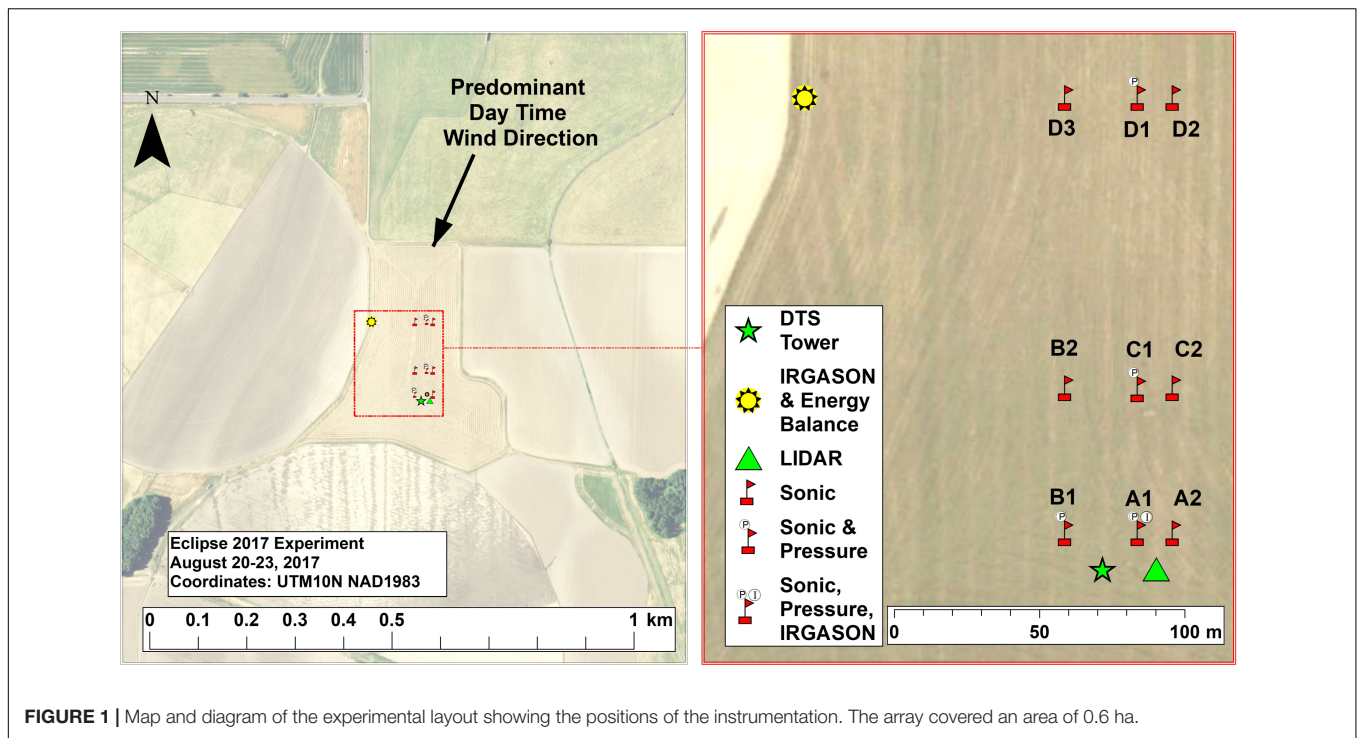 N
Predominant
Day Time
Wind Direction
P
P
P
Eclipse 2017 Experiment
August 20-23, 2017
Coordinates: UTM10N NAD1983
0 0.1 0.2 0.3 0.4 0.5 1 km
P
D3 D1 D2
B2 C1 C2
P
B1 A1 A2
P P I
DTS
Tower
IRGASON
& Energy
Balance
LIDAR
Sonic
P
Sonic &
Pressure
P I
Sonic,
Pressure,
IRGASON
0 50 100 m
FIGURE 1 | Map and diagram of the experimental layout showing the positions of the instrumentation. The array covered an area of 0.6 ha.